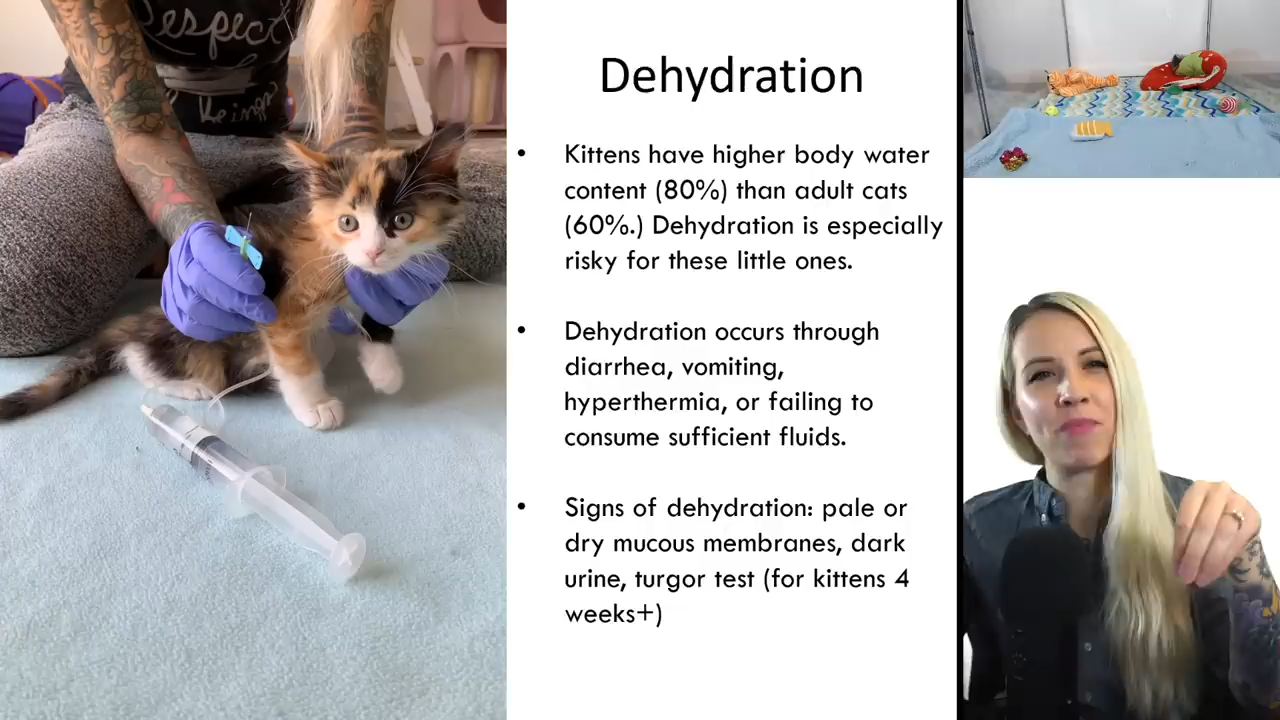 Respect
Beings
Dehydration
• Kittens have higher body water
content (80%) than adult cats
(60%.) Dehydration is especially
risky for these little ones.
• Dehydration occurs through
diarrhea, vomiting,
hyperthermia, or failing to
consume sufficient fluids.
• Signs of dehydration: pale or
dry mucous membranes, dark
urine, turgor test (for kittens 4
weeks+)